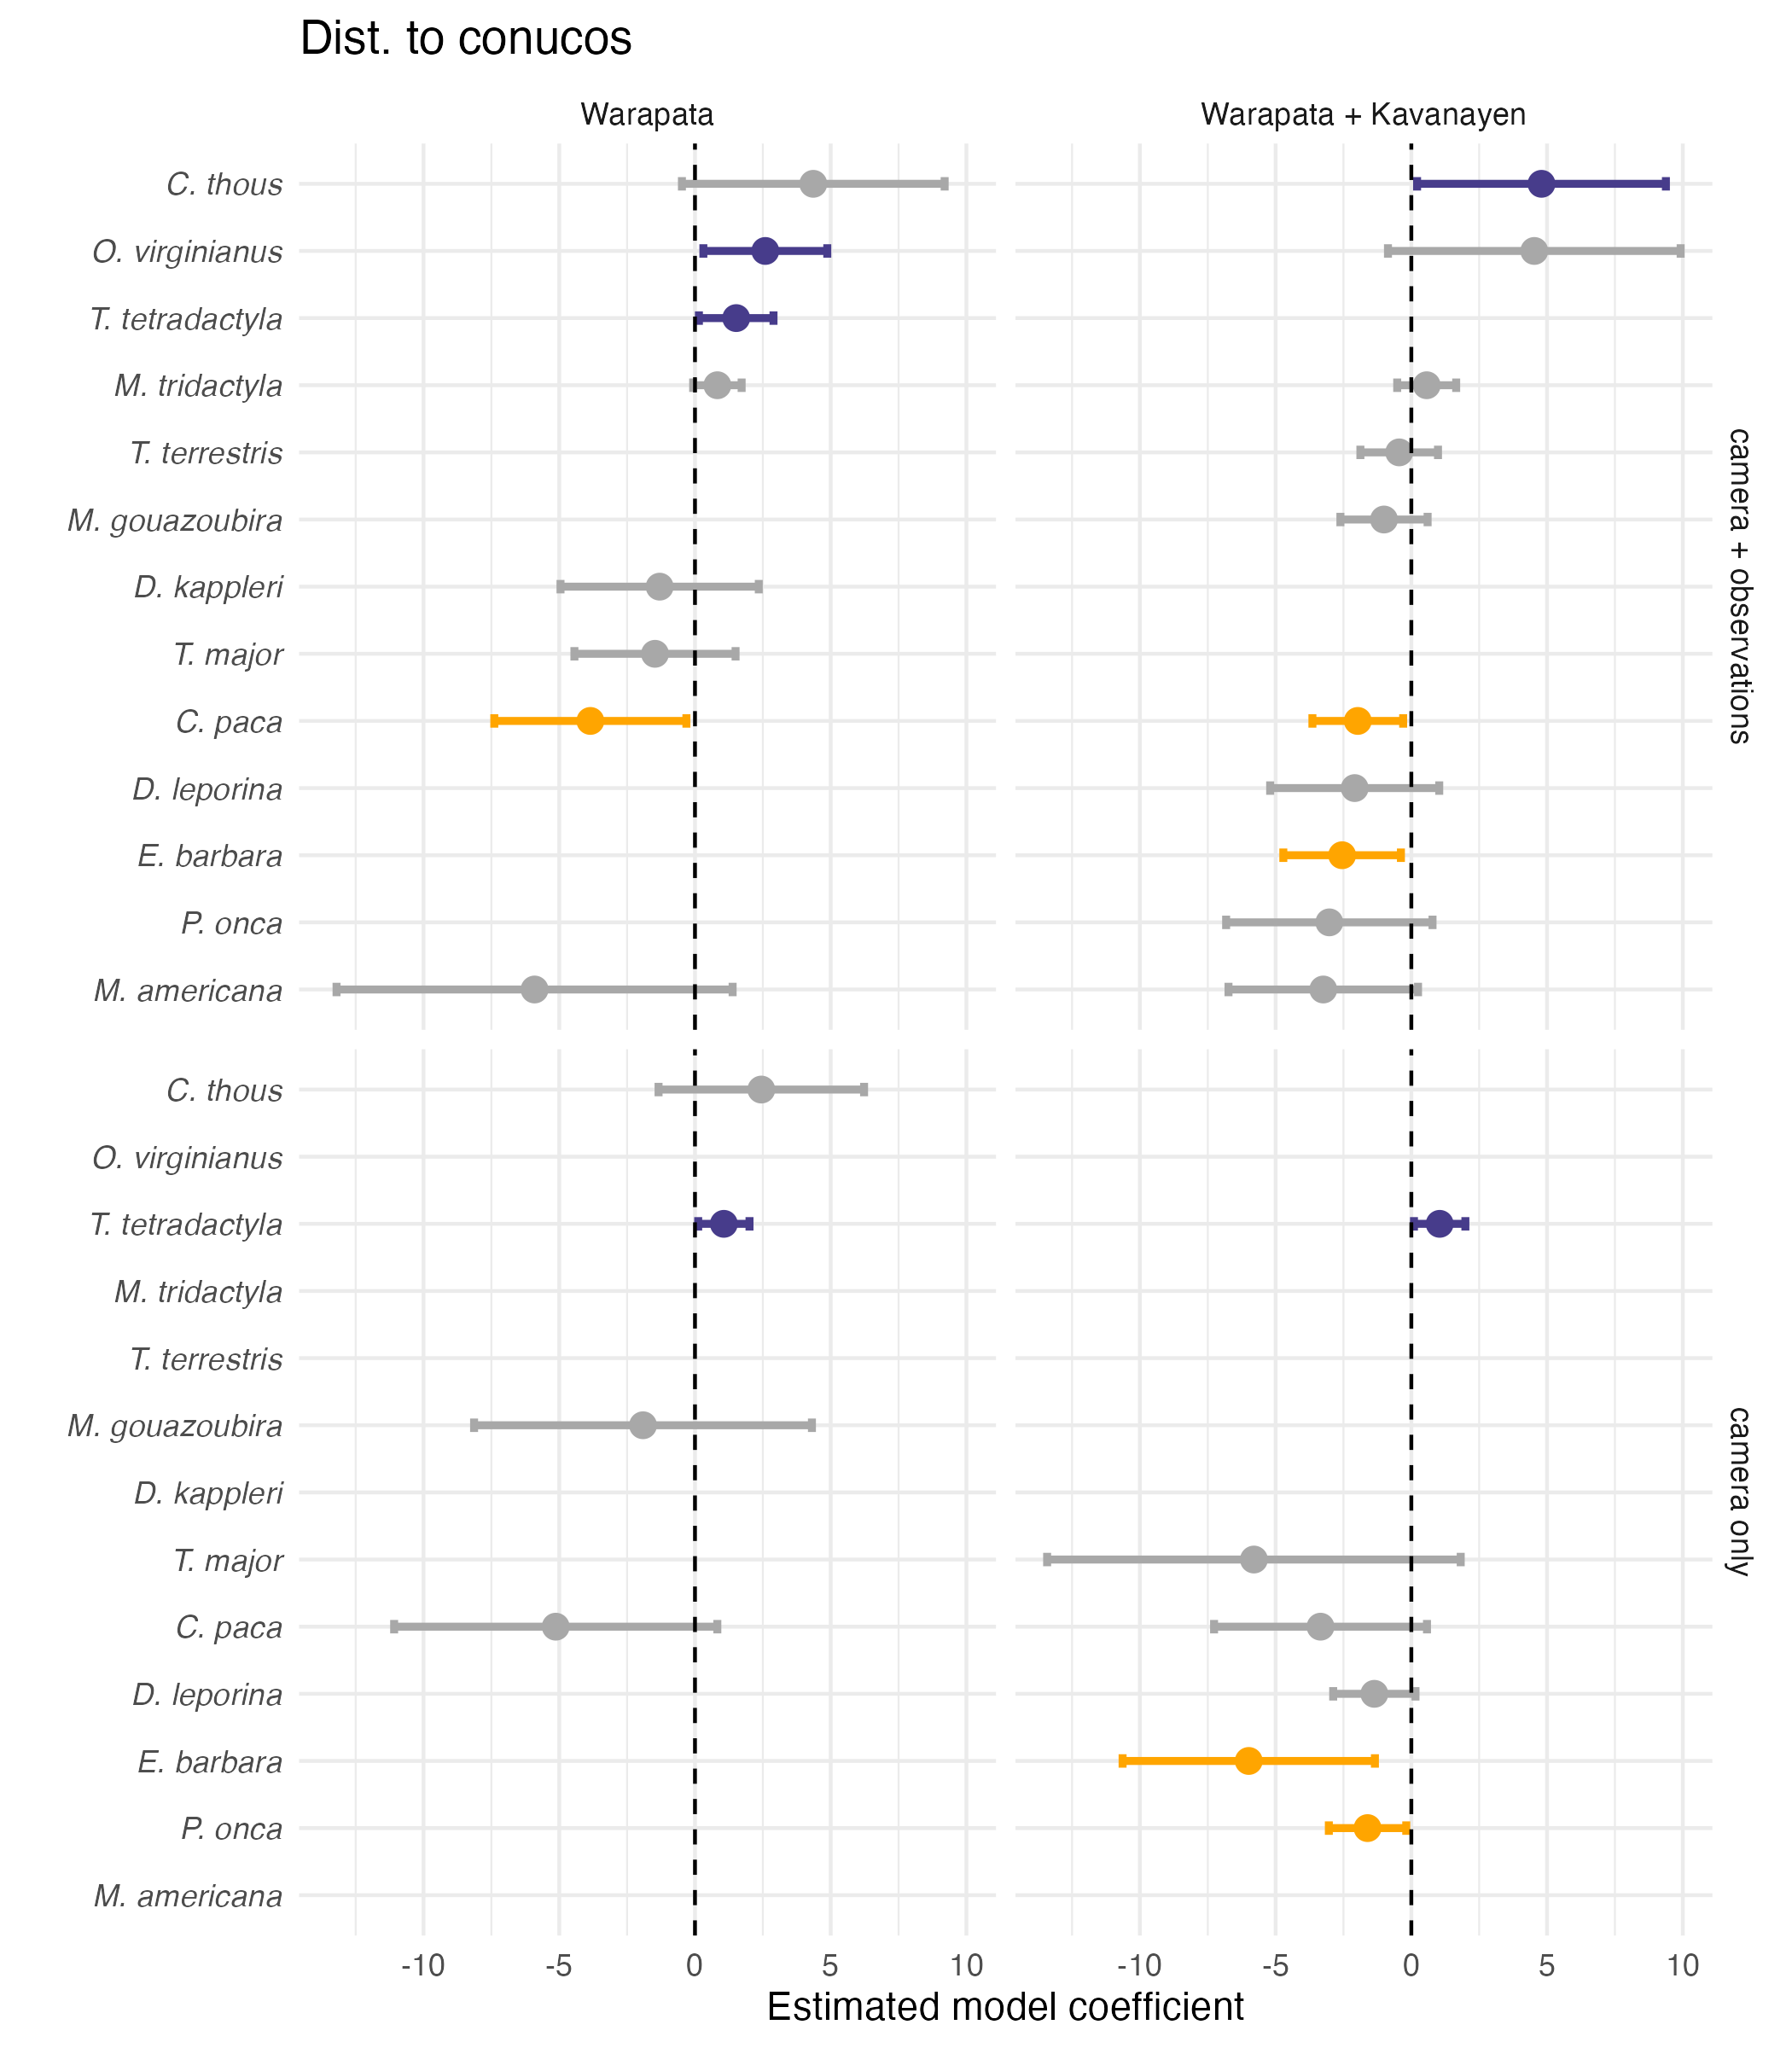 Dist. to conucos
Warapata
Warapata + Kavanayen
C. thous
O. virginianus
T. tetradactyla
M. tridactyla
T. terrestris
M. gouazoubira
D. kappleri
T. major
C. paca
D. leporina
E. barbara
P. onca
M. americana
camera + observations
C. thous
O. virginianus
T. tetradactyla
M. tridactyla
T. terrestris
M. gouazoubira
D. kappleri
T. major
C. paca
D. leporina
E. barbara
P. onca
M. americana
camera only
-10 -5 0 5 10
-10 -5 0 5 10
Estimated model coefficient